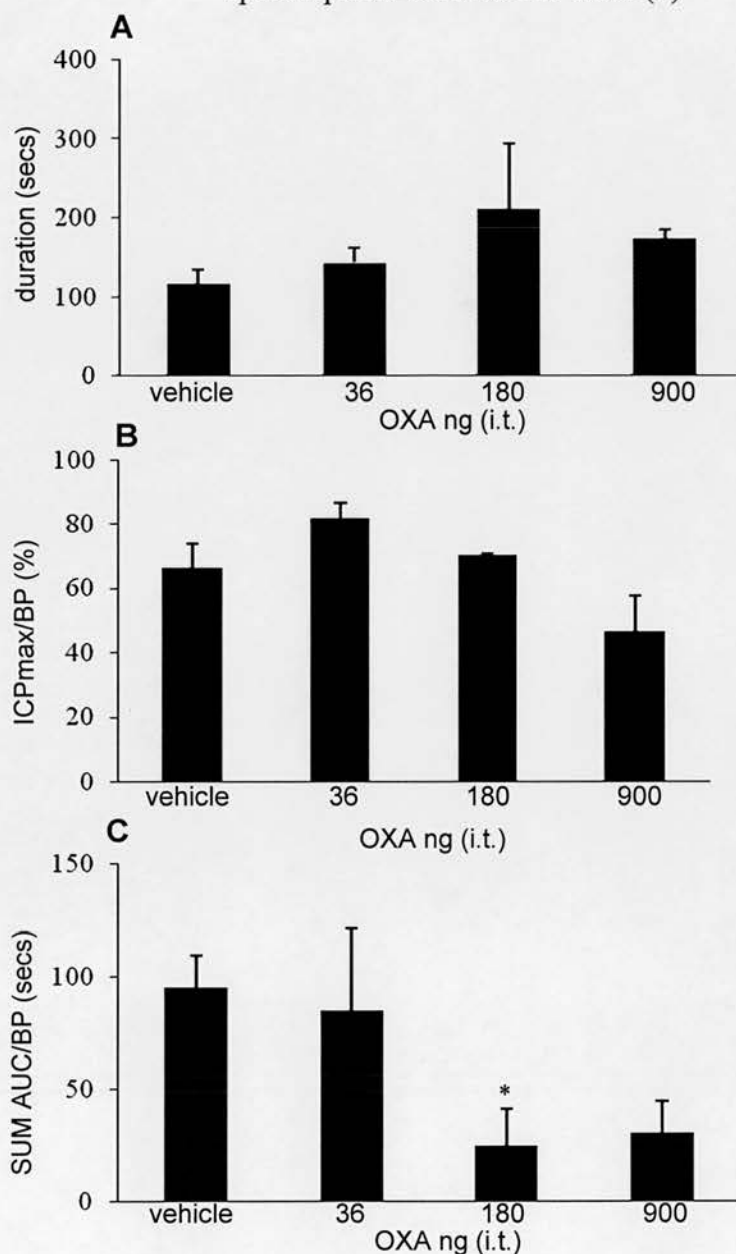 A
400
300
200
100
0
duration (secs)
vehicle 36 180 900
OXA ng (i.t.)
B
100
80
60
40
20
0
ICPmax/BP (%)
vehicle 36 180 900
OXA ng (i.t.)
C
150
100
50
0
SUM AUC/BP (secs)
*
vehicle 36 180 900
OXA ng (i.t.)